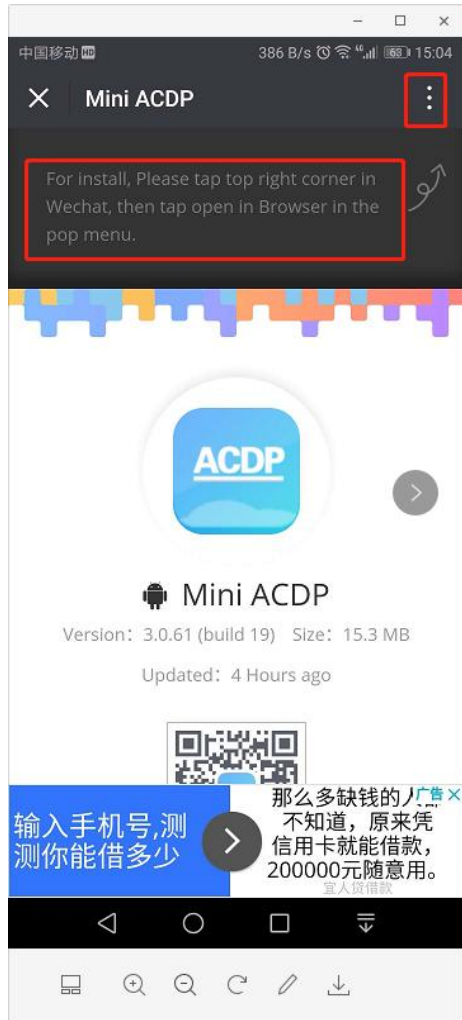 中国移动 HD 386 B/s 46 63 15:04
Mini ACDP
For install, Please tap top right corner in
Wechat, then tap open in Browser in the
pop menu.
ACDP
Mini ACDP
Version: 3.0.61 (build 19) Size: 15.3 MB
Updated: 4 Hours ago
输入手机号,测
测你能借多少
那么多缺钱的人都
广告
不知道，原来凭
信用卡就能借款，
200000元随意用。
宜人贷借款